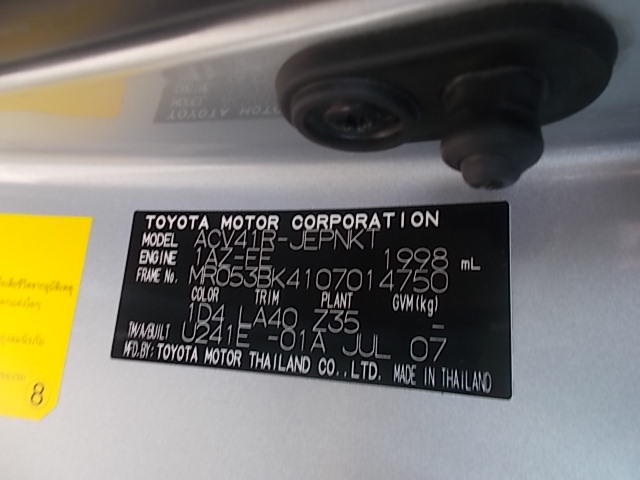 TOYOTA MOTOR CORPORATION
MODEL ACV41R-JEPNKT
ENGINE 1AZ-FE 1998 mL
FRAME No. MR053BK4107014750
COLOR TRIM PLANT GVM(kg)
1D4 LA40 Z35 -
TM/A/BUILT U241E -01A JUL 07
MFD.BY: TOYOTA MOTOR THAILAND CO.,LTD. MADE IN THAILAND
8